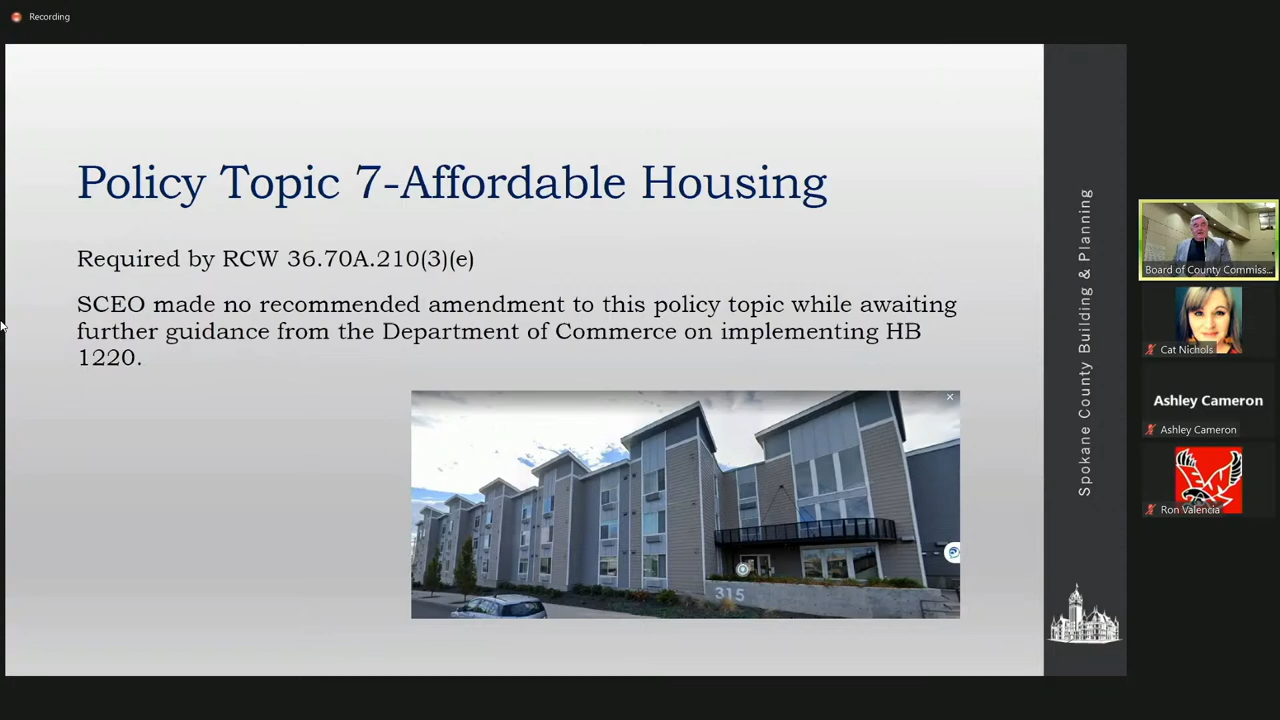 Recording
Policy Topic 7-Affordable Housing
Required by RCW 36.70A.210(3)(e)
SCEO made no recommended amendment to this policy topic while awaiting
further guidance from the Department of Commerce on implementing HB
1220.
315
Spokane County Building & Planning
Board of County Commiss...
Cat Nichols
Ashley Cameron
Ashley Cameron
Ron Valencia